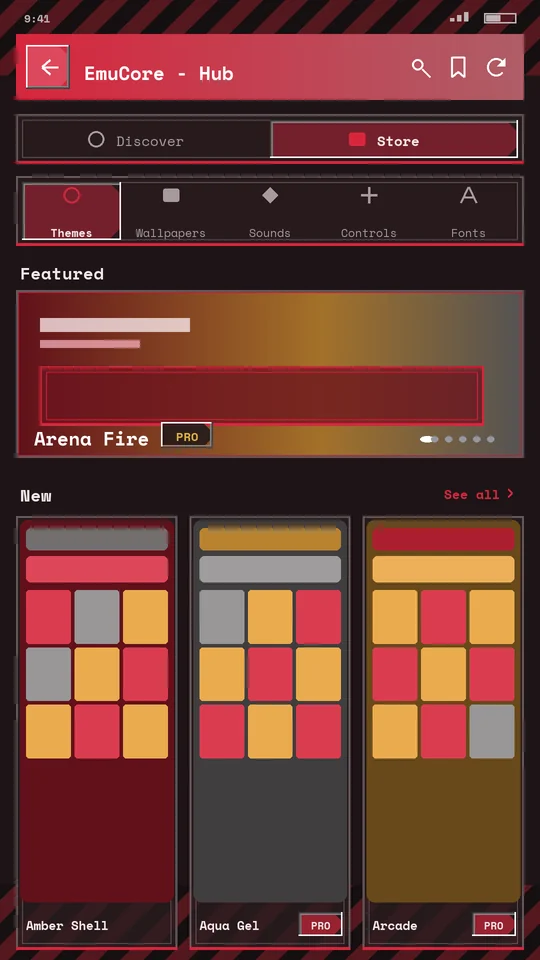 9:41
EmuCore - Hub
Discover
Store
Themes
Wallpapers
Sounds
Controls
Fonts
Featured
Arena Fire
PRO
New
See all
Amber Shell
Aqua Gel
PRO
Arcade
PRO